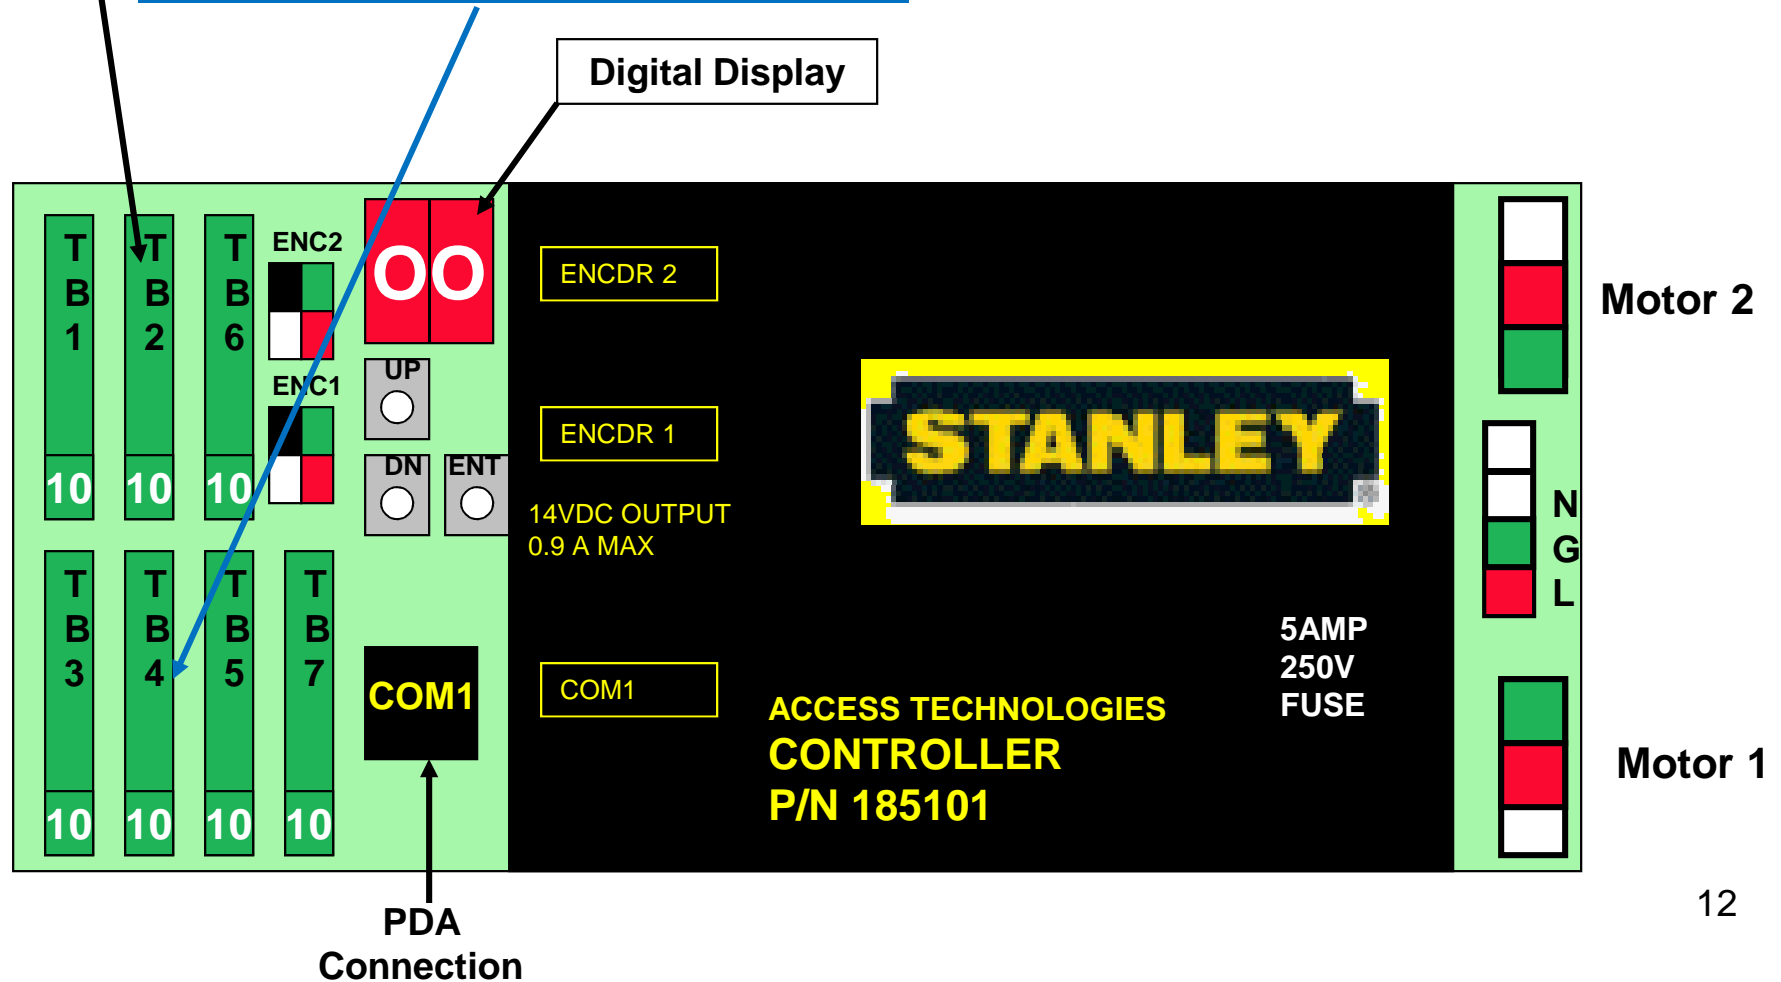 Digital Display
T
B
1
10
T
B
2
10
T
B
6
10
ENC2
ENC1
OO
UP
DN
ENT
T
B
3
10
T
B
4
10
T
B
5
10
T
B
7
10
COM1
ENCDR 2
ENCDR 1
14VDC OUTPUT
0.9 A MAX
COM1
STANLEY
ACCESS TECHNOLOGIES
CONTROLLER
P/N 185101
5AMP
250V
FUSE
N
G
L
Motor 2
Motor 1
PDA
Connection
12